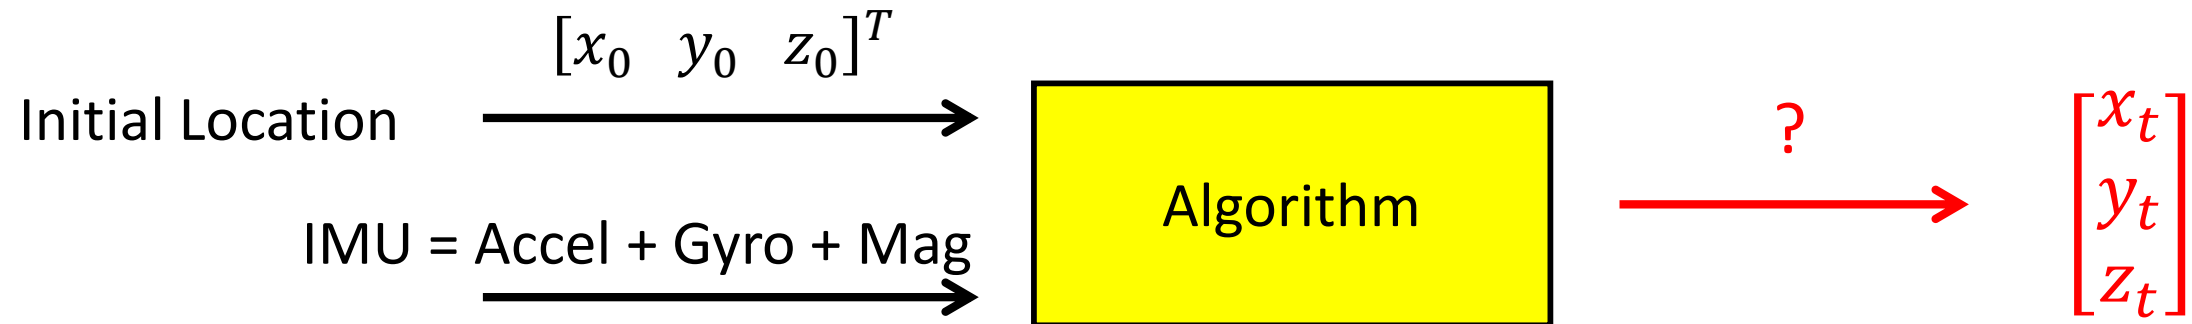 [x₀ y₀ z₀]ᵀ
Initial Location
IMU = Accel + Gyro + Mag
Algorithm
?
[xₜ
yₜ
zₜ]